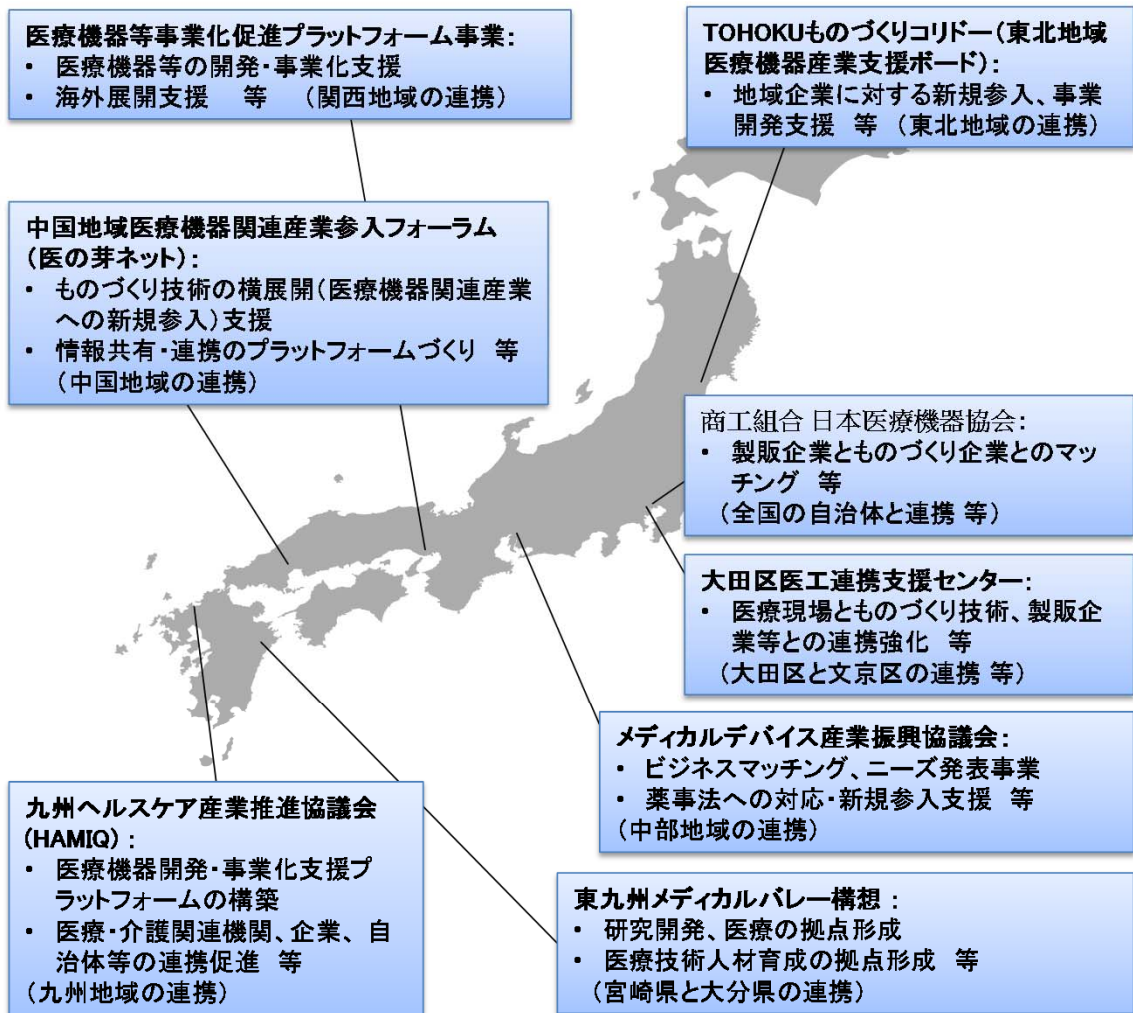 医療機器等事業化促進プラットフォーム事業:
• 医療機器等の開発・事業化支援
• 海外展開支援 等 (関西地域の連携)
TOHOKUものづくりコリドー(東北地域
医療機器産業支援ボード):
• 地域企業に対する新規参入、事業
開発支援 等 (東北地域の連携)
中国地域医療機器関連産業参入フォーラム
(医の芽ネット):
• ものづくり技術の横展開(医療機器関連産業
への新規参入)支援
• 情報共有・連携のプラットフォームづくり 等
(中国地域の連携)
商工組合 日本医療機器協会:
• 製販企業とものづくり企業とのマッ
チング 等
(全国の自治体と連携 等)
大田区医工連携支援センター:
• 医療現場とものづくり技術、製販企
業等との連携強化 等
(大田区と文京区の連携 等)
メディカルデバイス産業振興協議会:
• ビジネスマッチング、ニーズ発表事業
• 薬事法への対応・新規参入支援 等
(中部地域の連携)
九州ヘルスケア産業推進協議会
(HAMIQ):
• 医療機器開発・事業化支援プ
ラットフォームの構築
• 医療・介護関連機関、企業、自
治体等の連携促進 等
(九州地域の連携)
東九州メディカルバレー構想:
• 研究開発、医療の拠点形成
• 医療技術人材育成の拠点形成 等
(宮崎県と大分県の連携)